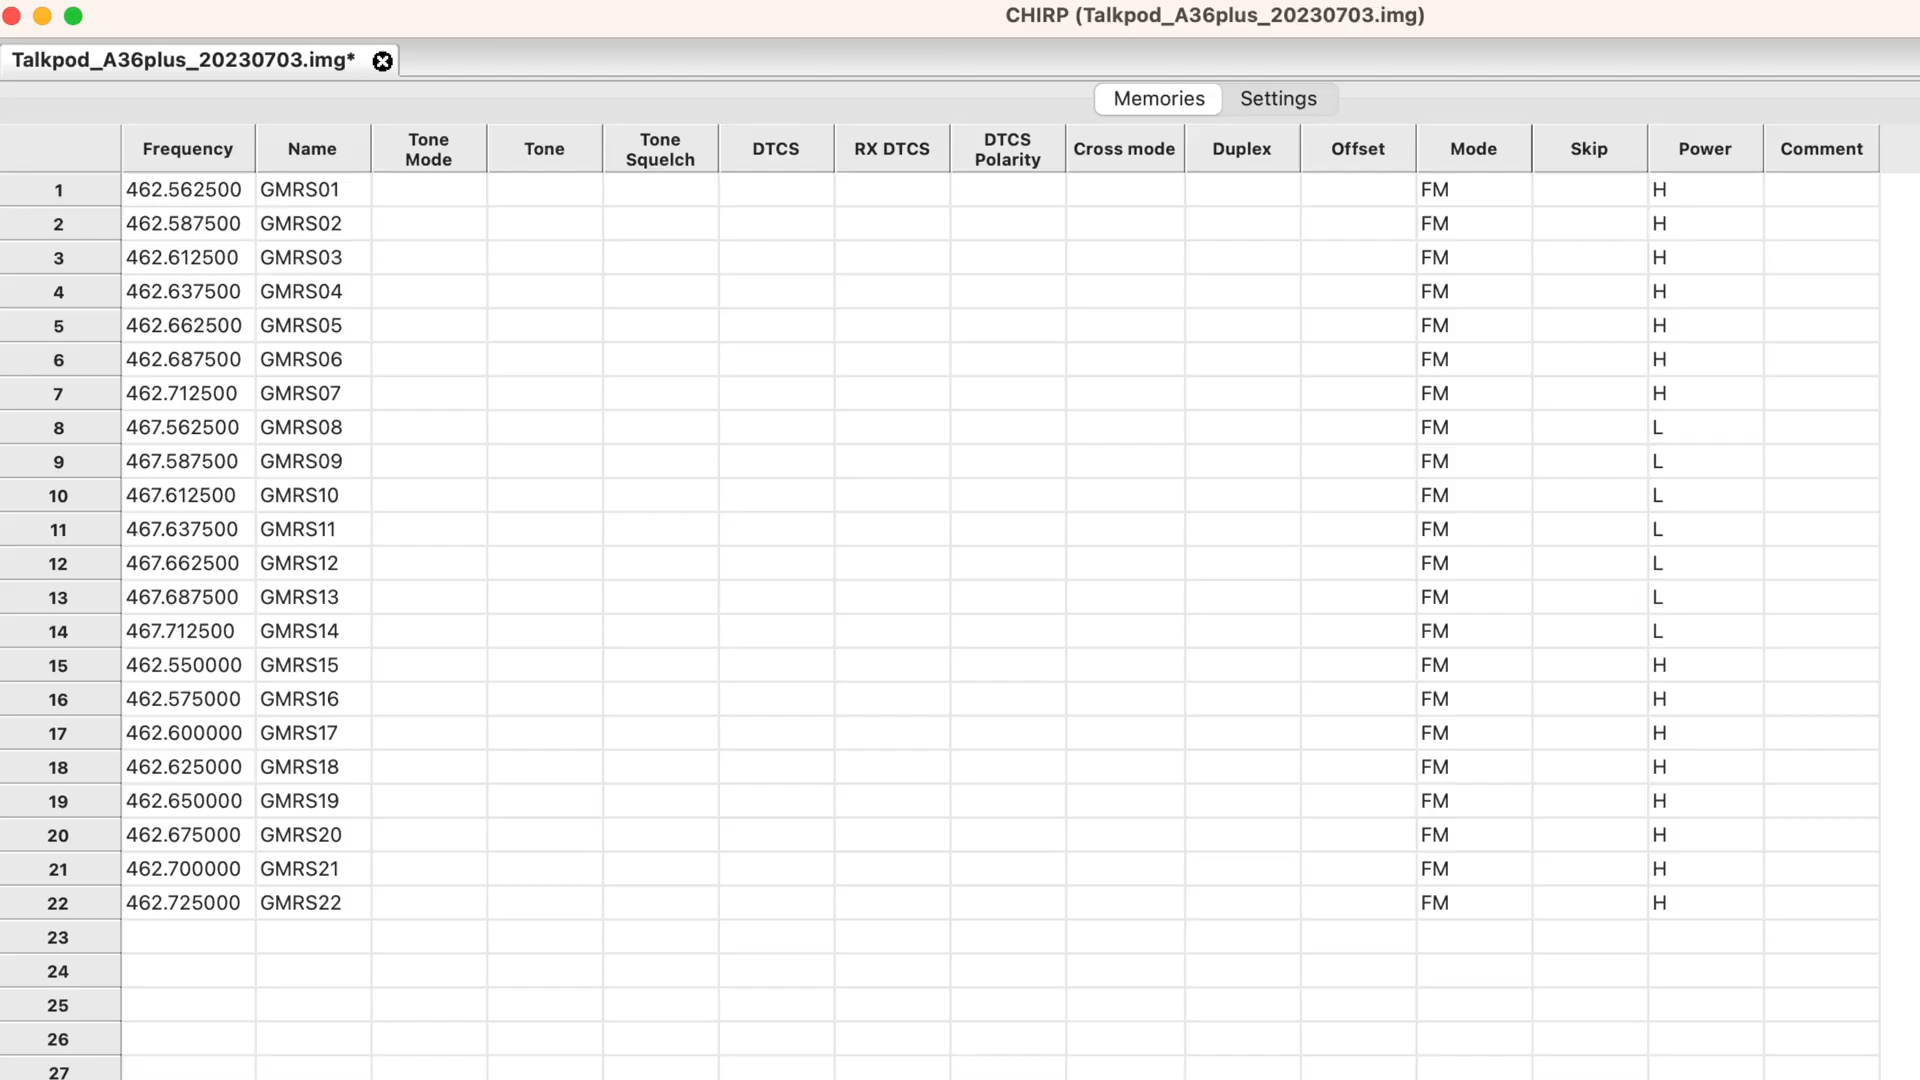 CHIRP (Talkpod_A36plus_20230703.img)
Talkpod_A36plus_20230703.img*
Memories Settings
Frequency Name Tone Mode Tone Tone Squelch DTCS RX DTCS DTCS Polarity Cross mode Duplex Offset Mode Skip Power Comment
1 462.562500 GMRS01 FM H
2 462.587500 GMRS02 FM H
3 462.612500 GMRS03 FM H
4 462.637500 GMRS04 FM H
5 462.662500 GMRS05 FM H
6 462.687500 GMRS06 FM H
7 462.712500 GMRS07 FM H
8 467.562500 GMRS08 FM L
9 467.587500 GMRS09 FM L
10 467.612500 GMRS10 FM L
11 467.637500 GMRS11 FM L
12 467.662500 GMRS12 FM L
13 467.687500 GMRS13 FM L
14 467.712500 GMRS14 FM L
15 462.550000 GMRS15 FM H
16 462.575000 GMRS16 FM H
17 462.600000 GMRS17 FM H
18 462.625000 GMRS18 FM H
19 462.650000 GMRS19 FM H
20 462.675000 GMRS20 FM H
21 462.700000 GMRS21 FM H
22 462.725000 GMRS22 FM H
23
24
25
26
27